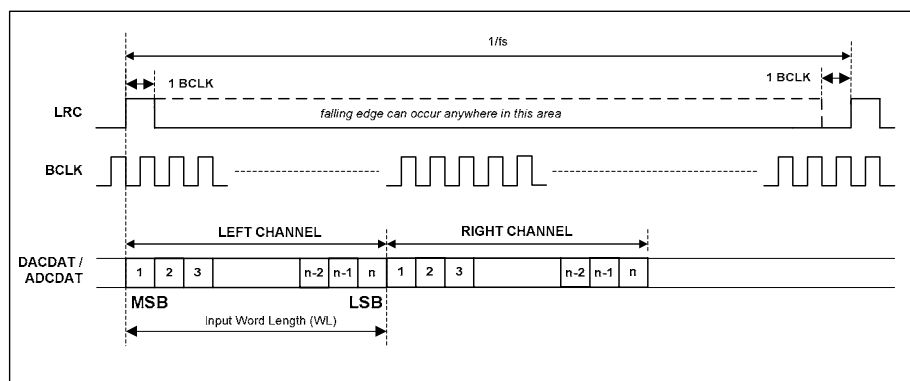 1/fs
1 BCLK
1 BCLK
LRC
falling edge can occur anywhere in this area
BCLK
LEFT CHANNEL
RIGHT CHANNEL
DACDAT /
ADCDAT
1 2 3 n-2 n-1 n 1 2 3 n-2 n-1 n
MSB
LSB
Input Word Length (WL)